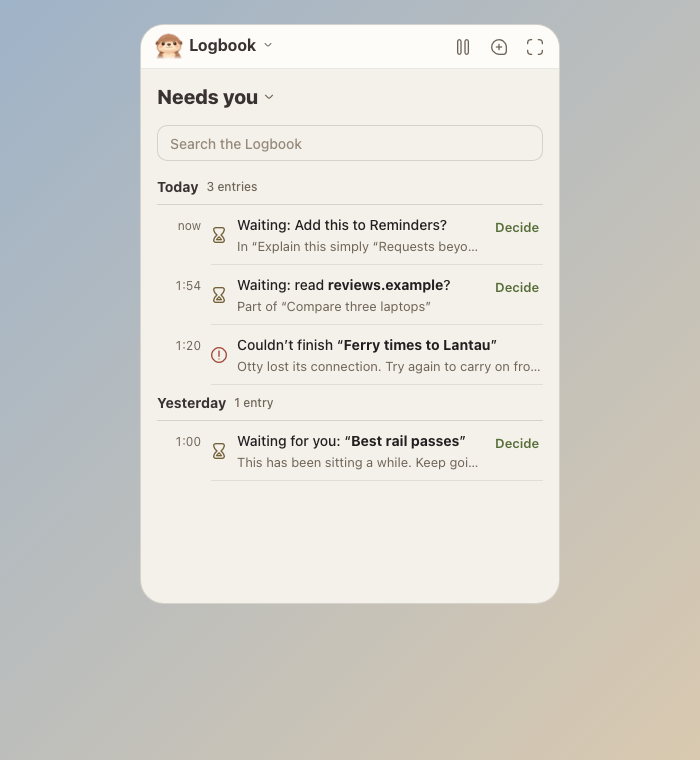 Logbook
Needs you
Search the Logbook
Today 3 entries
now Waiting: Add this to Reminders? Decide
In “Explain this simply “Requests beyo…
1:54 Waiting: read reviews.example? Decide
Part of “Compare three laptops”
1:20 Couldn’t finish “Ferry times to Lantau”
Otty lost its connection. Try again to carry on fro…
Yesterday 1 entry
1:00 Waiting for you: “Best rail passes” Decide
This has been sitting a while. Keep goi…